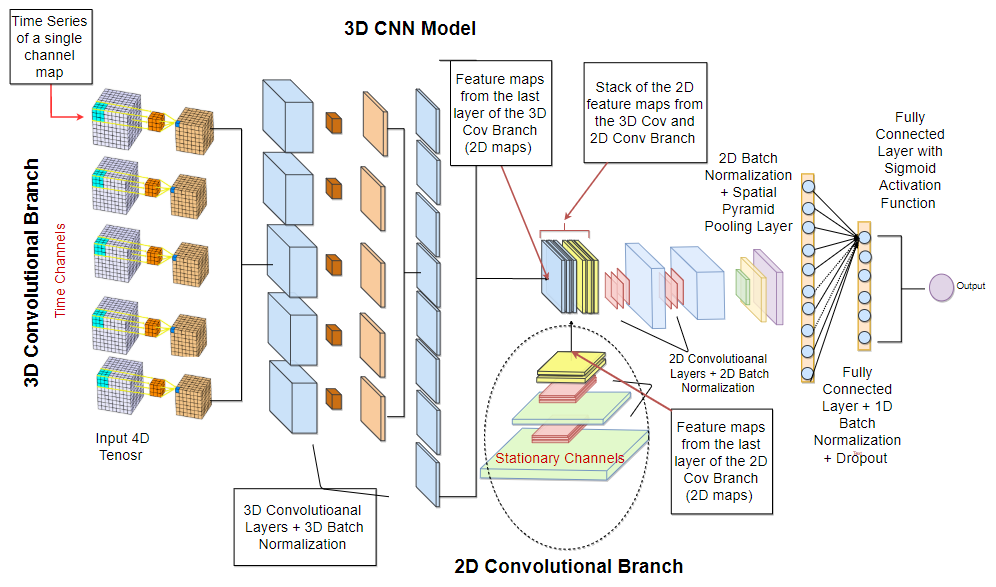 Time Series
of a single
channel
map
3D CNN Model
Feature maps
from the last
layer of the 3D
Cov Branch
(2D maps)
Stack of the 2D
feature maps from
the 3D Cov and
2D Conv Branch
2D Batch
Normalization
+ Spatial
Pyramid
Pooling Layer
Fully
Connected
Layer with
Sigmoid
Activation
Function
3D Convolutional Branch
Time Channels
Output
2D Convolutioanal
Layers + 2D Batch
Normalization
Fully
Connected
Layer + 1D
Batch
Normalization
+ Dropout
Input 4D
Tenosr
Stationary Channels
Feature maps
from the last
layer of the 2D
Cov Branch
(2D maps)
3D Convolutioanal
Layers + 3D Batch
Normalization
2D Convolutional Branch